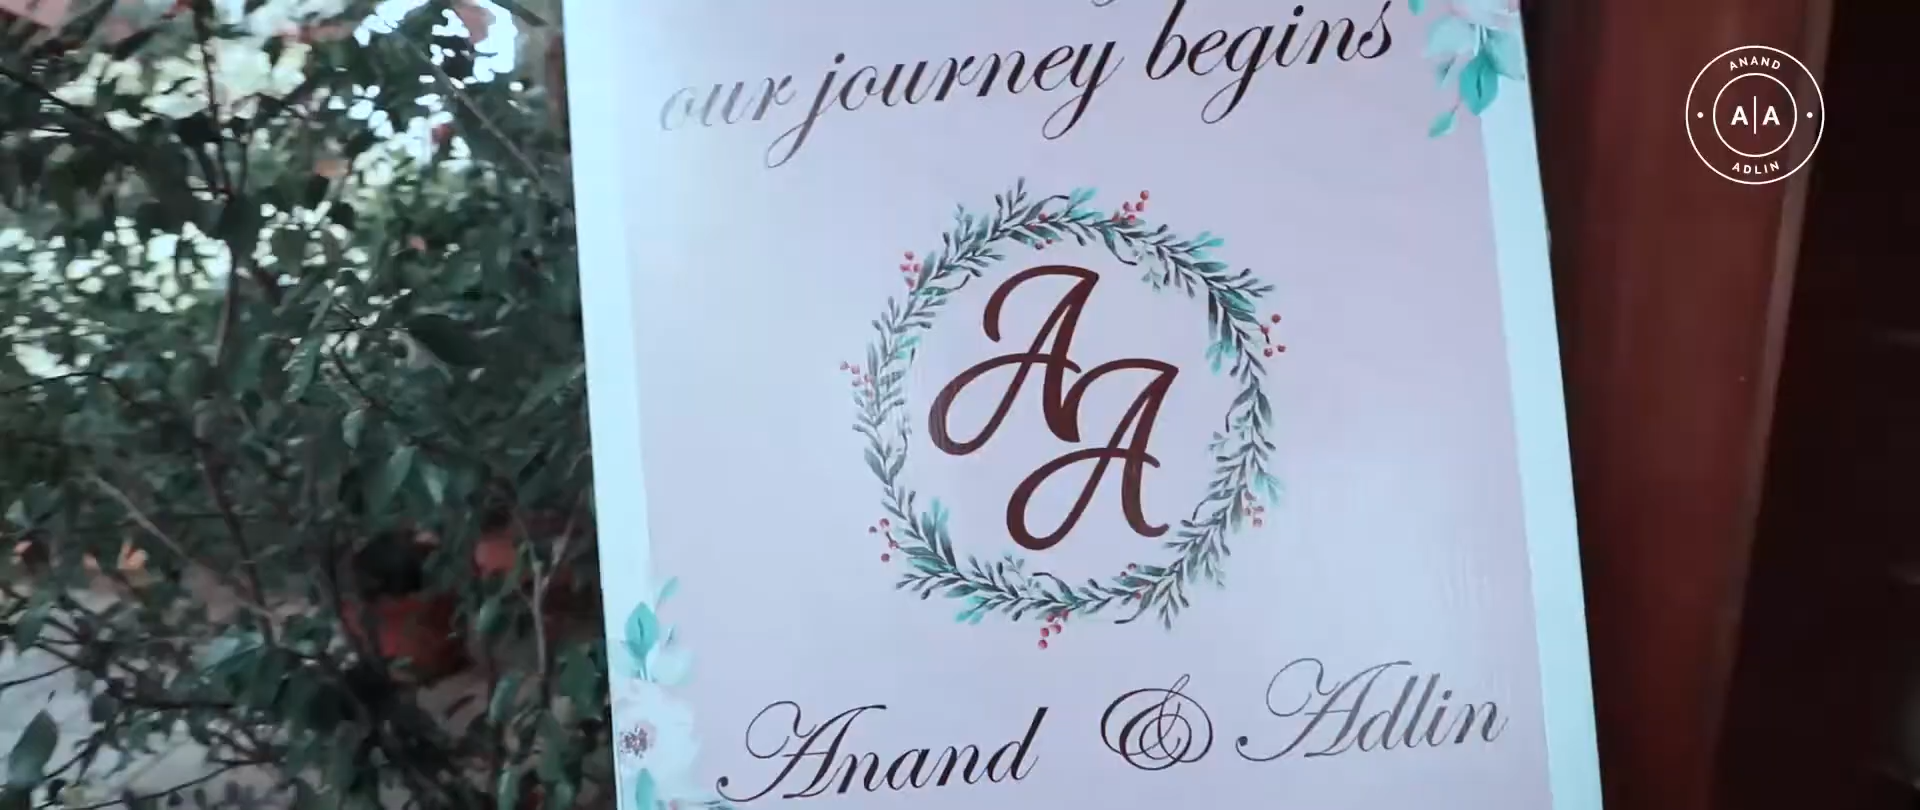 our journey begins
ANAND
A|A
ADLIN
AA
Anand & Adlin